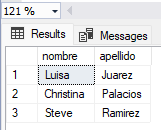 121 %
Results Messages
nombre apellido
1 Luisa Juarez
2 Christina Palacios
3 Steve Ramirez